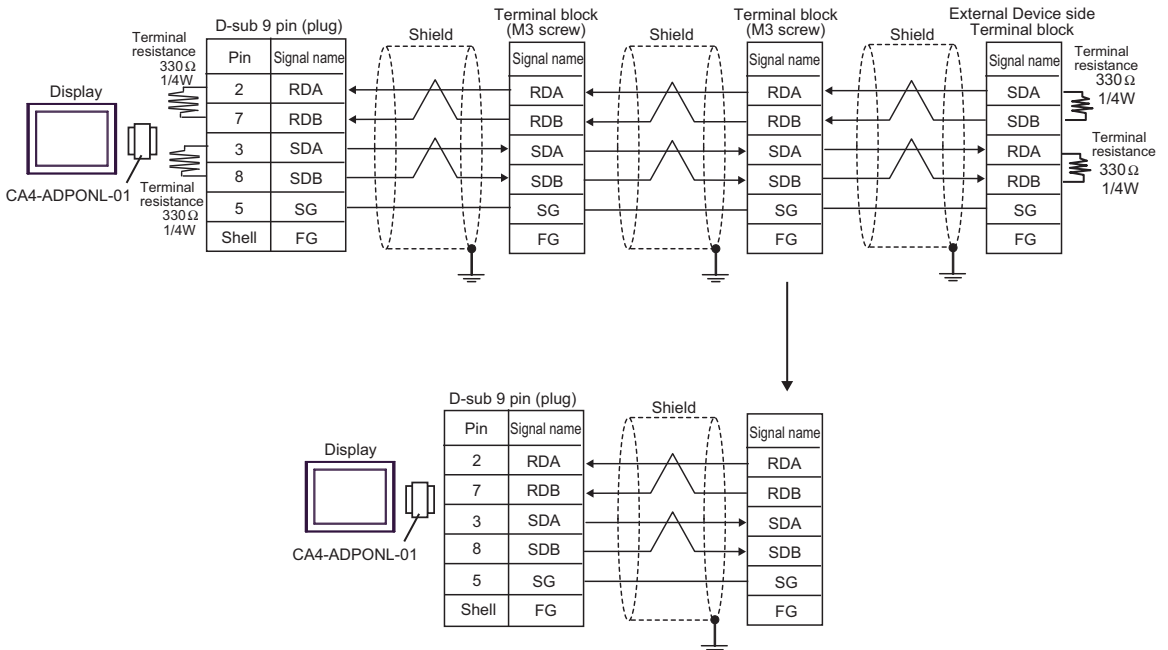 Terminal
resistance
330Ω
1/4W
Display
CA4-ADPONL-01
Terminal
resistance
330Ω
1/4W
D-sub 9 pin (plug)
Pin Signal name
2 RDA
7 RDB
3 SDA
8 SDB
5 SG
Shell FG
Shield
Terminal block
(M3 screw)
Signal name
RDA
RDB
SDA
SDB
SG
FG
Shield
Terminal block
(M3 screw)
Signal name
RDA
RDB
SDA
SDB
SG
FG
Shield
External Device side
Terminal block
Signal name
SDA
SDB
RDA
RDB
SG
FG
Terminal
resistance
330Ω
1/4W
Terminal
resistance
330Ω
1/4W
Display
CA4-ADPONL-01
D-sub 9 pin (plug)
Pin Signal name
2 RDA
7 RDB
3 SDA
8 SDB
5 SG
Shell FG
Shield
Signal name
RDA
RDB
SDA
SDB
SG
FG